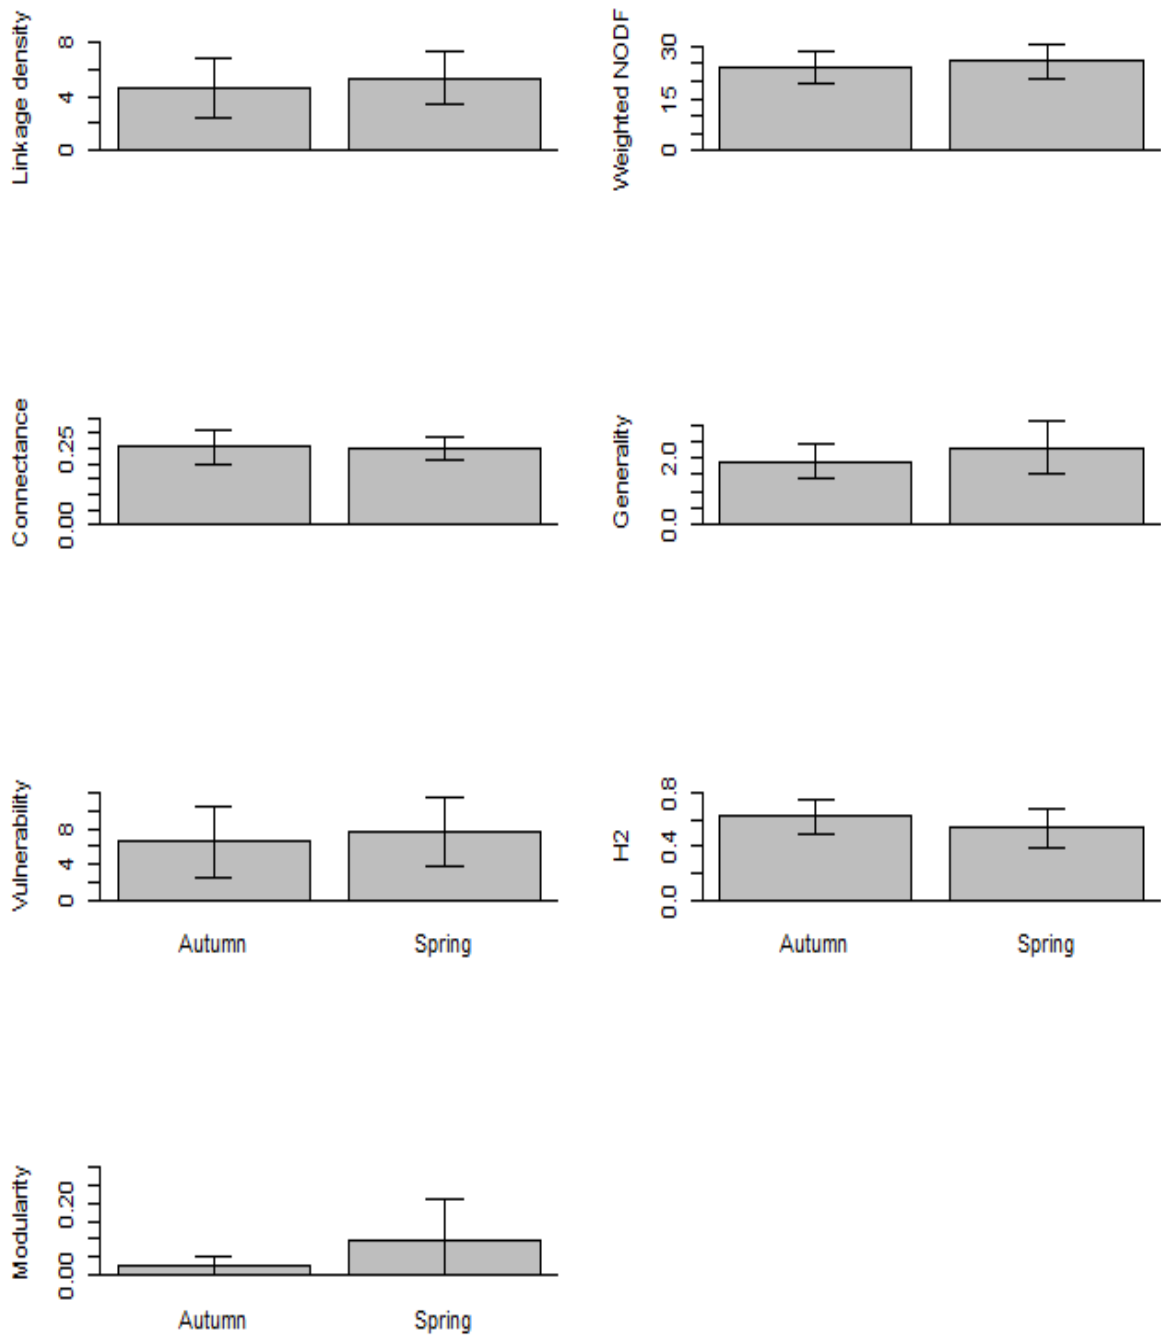 Linkage density
8
4
0
Weighted NODF
30
15
0
Connectance
0.25
0.00
Generality
2.0
0.0
Vulnerability
8
4
0
Autumn Spring
H2
0.8
0.4
0.0
Autumn Spring
Modularity
0.20
0.00
Autumn Spring